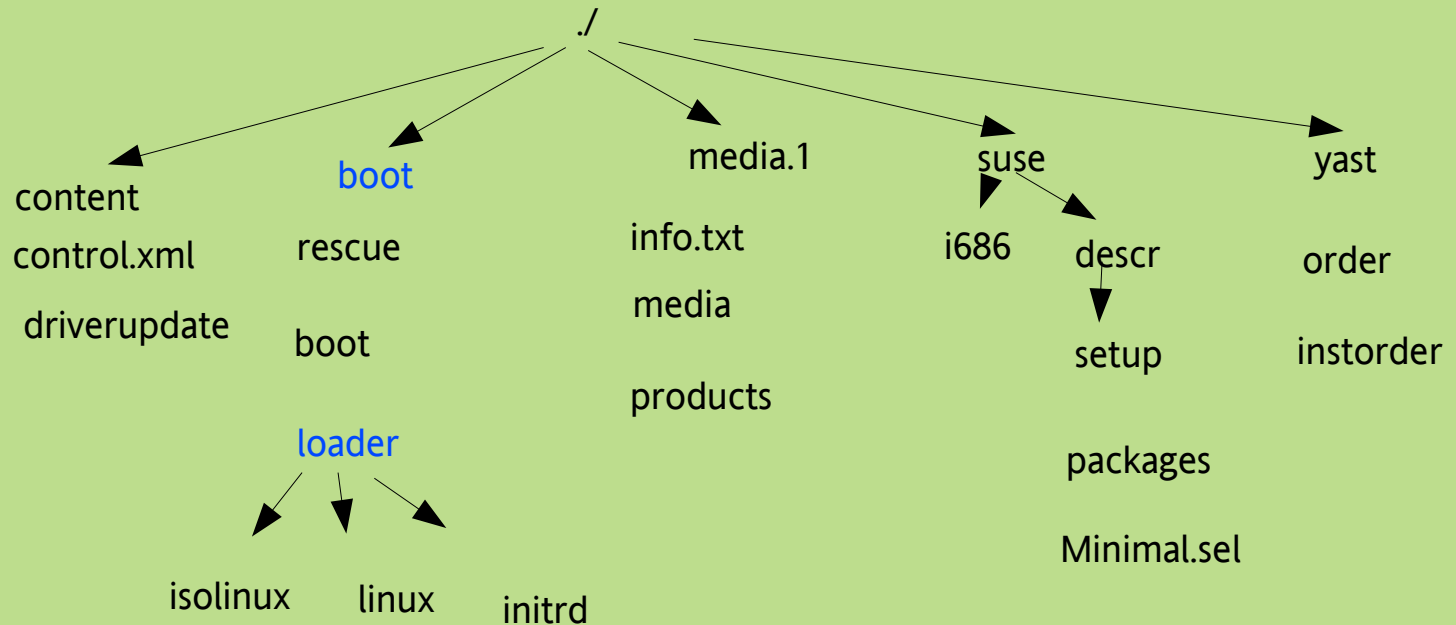 ./
content
control.xml
driverupdate
boot
rescue
boot
loader
isolinux
linux
initrd
media.1
info.txt
media
products
suse
i686
descr
setup
packages
Minimal.sel
yast
order
instorder